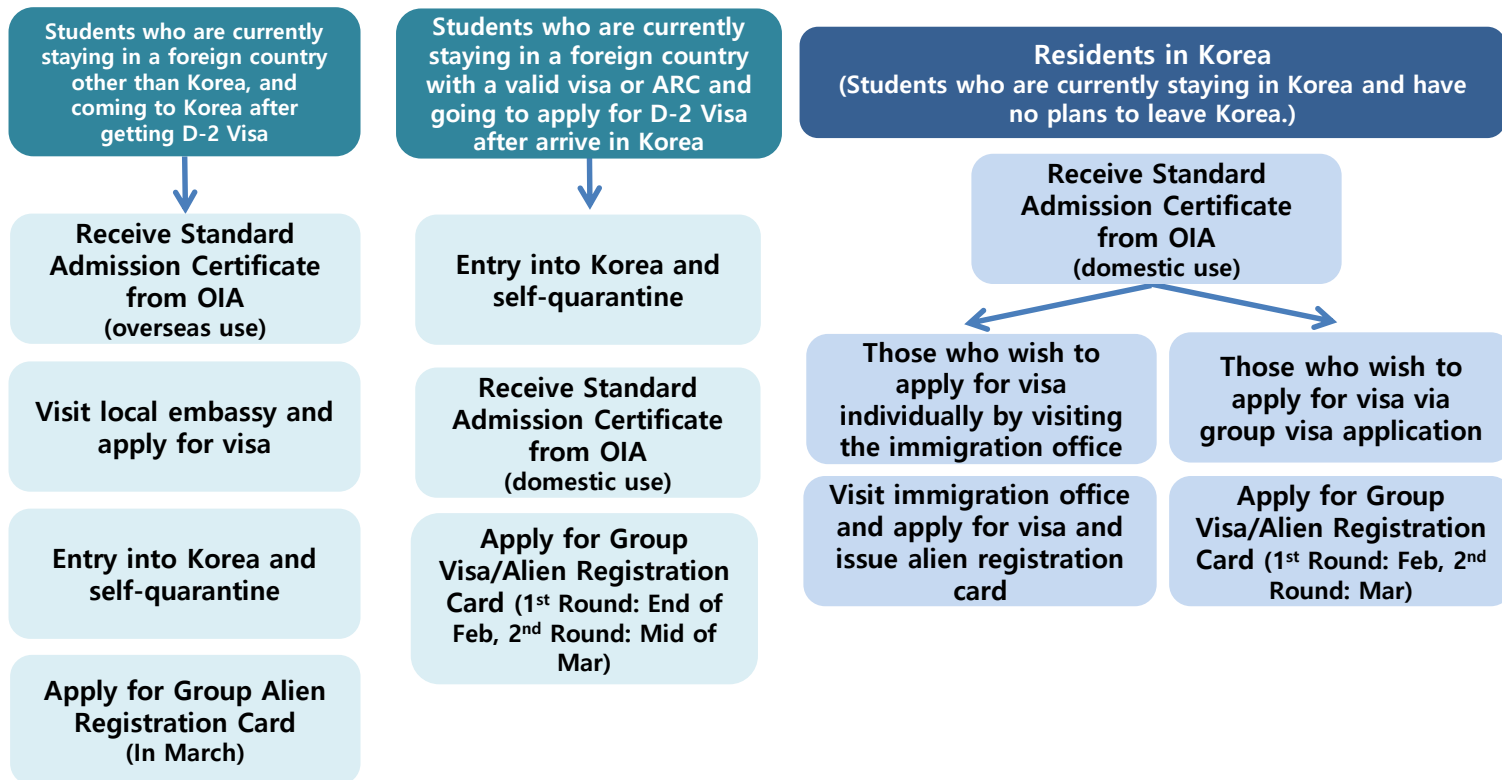 Students who are currently
staying in a foreign country
other than Korea, and
coming to Korea after
getting D-2 Visa
Receive Standard
Admission Certificate
from OIA
(overseas use)
Visit local embassy and
apply for visa
Entry into Korea and
self-quarantine
Apply for Group Alien
Registration Card
(In March)
Students who are currently
staying in a foreign country
with a valid visa or ARC and
going to apply for D-2 Visa
after arrive in Korea
Entry into Korea and
self-quarantine
Receive Standard
Admission Certificate
from OIA
(domestic use)
Apply for Group
Visa/Alien Registration
Card (1st Round: End of
Feb, 2nd Round: Mid of
Mar)
Residents in Korea
(Students who are currently staying in Korea and have
no plans to leave Korea.)
Receive Standard
Admission Certificate
from OIA
(domestic use)
Those who wish to
apply for visa
individually by visiting
the immigration office
Visit immigration office
and apply for visa and
issue alien registration
card
Those who wish to
apply for visa via
group visa application
Apply for Group
Visa/Alien Registration
Card (1st Round: Feb, 2nd
Round: Mar)